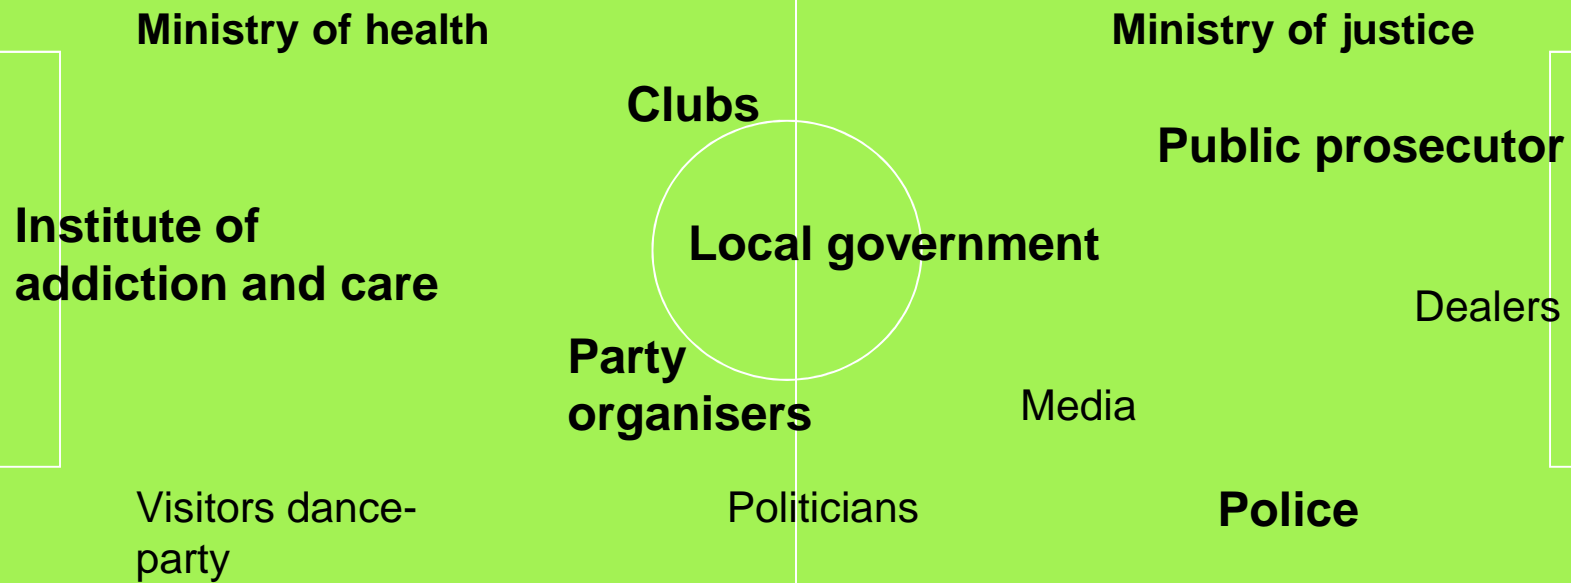 Ministry of health
Ministry of justice
Clubs
Public prosecutor
Institute of
addiction and care
Local government
Dealers
Party
organisers
Media
Visitors dance-
party
Politicians
Police